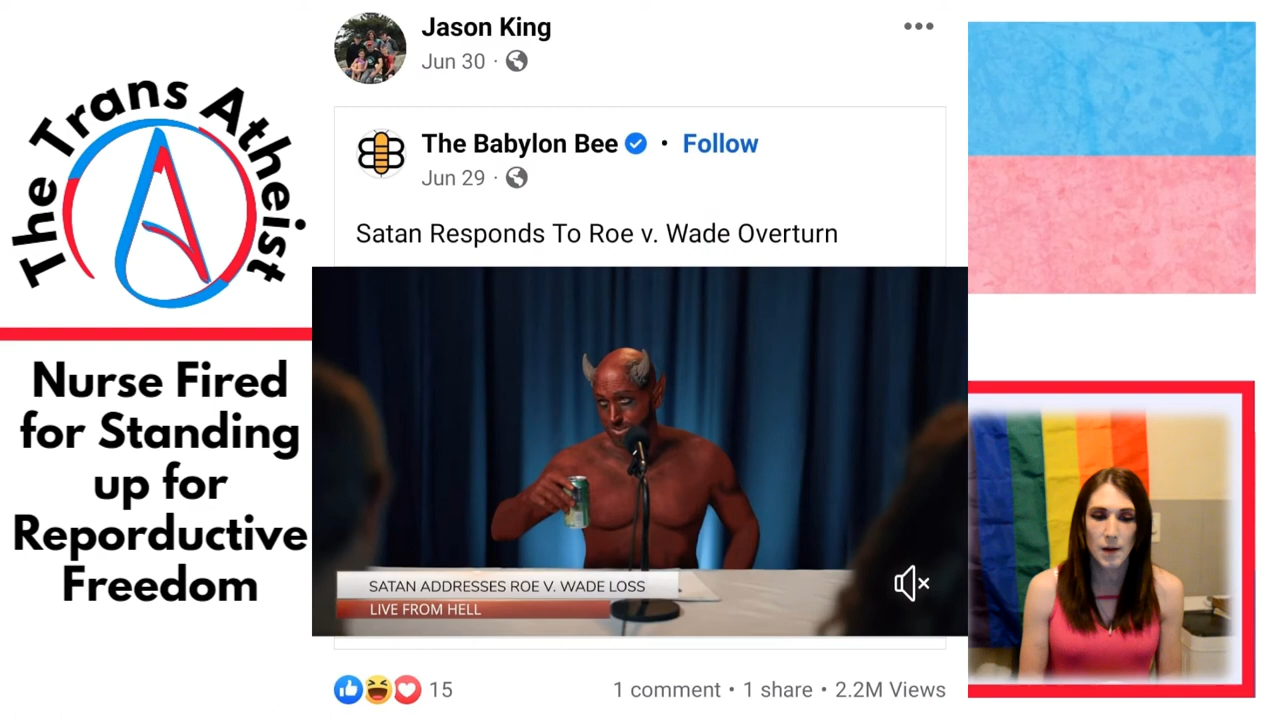 The Trans Atheist
Nurse Fired
for Standing
up for
Reporductive
Freedom
Jason King
Jun 30 ·
The Babylon Bee • Follow
Jun 29 ·
Satan Responds To Roe v. Wade Overturn
SATAN ADDRESSES ROE V. WADE LOSS
LIVE FROM HELL
15
1 comment • 1 share • 2.2M Views